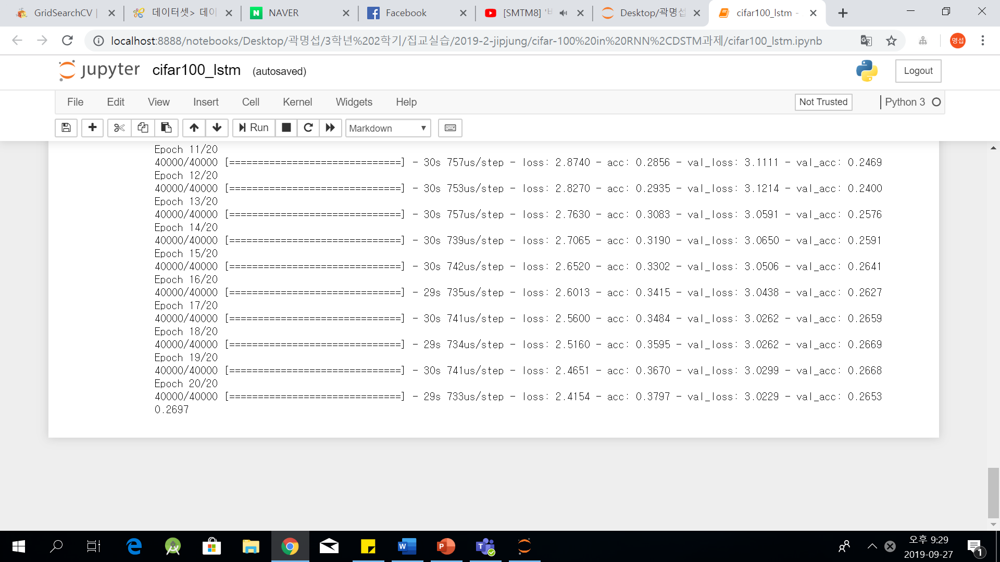 GridSearchCV |
데이터셋> 데이
NAVER
Facebook
[SMTM8] '
Desktop/곽명섭
cifar100_lstm -
localhost:8888/notebooks/Desktop/곽명섭/3학년%202학기/집교실습/2019-2-jipjung/cifar-100%20in%20RNN%2CDSTM과제/cifar100_lstm.ipynb
명섭
jupyter cifar100_lstm (autosaved)
Logout
File Edit View Insert Cell Kernel Widgets Help
Not Trusted
Python 3
Run
Markdown
Epoch 11/20
40000/40000 [==============================] - 30s 757us/step - loss: 2.8740 - acc: 0.2856 - val_loss: 3.1111 - val_acc: 0.2469
Epoch 12/20
40000/40000 [==============================] - 30s 753us/step - loss: 2.8270 - acc: 0.2935 - val_loss: 3.1214 - val_acc: 0.2400
Epoch 13/20
40000/40000 [==============================] - 30s 757us/step - loss: 2.7630 - acc: 0.3083 - val_loss: 3.0591 - val_acc: 0.2576
Epoch 14/20
40000/40000 [==============================] - 30s 739us/step - loss: 2.7065 - acc: 0.3190 - val_loss: 3.0650 - val_acc: 0.2591
Epoch 15/20
40000/40000 [==============================] - 30s 742us/step - loss: 2.6520 - acc: 0.3302 - val_loss: 3.0506 - val_acc: 0.2641
Epoch 16/20
40000/40000 [==============================] - 29s 735us/step - loss: 2.6013 - acc: 0.3415 - val_loss: 3.0438 - val_acc: 0.2627
Epoch 17/20
40000/40000 [==============================] - 30s 741us/step - loss: 2.5600 - acc: 0.3484 - val_loss: 3.0262 - val_acc: 0.2659
Epoch 18/20
40000/40000 [==============================] - 29s 734us/step - loss: 2.5160 - acc: 0.3595 - val_loss: 3.0262 - val_acc: 0.2669
Epoch 19/20
40000/40000 [==============================] - 30s 741us/step - loss: 2.4651 - acc: 0.3670 - val_loss: 3.0299 - val_acc: 0.2668
Epoch 20/20
40000/40000 [==============================] - 29s 733us/step - loss: 2.4154 - acc: 0.3797 - val_loss: 3.0229 - val_acc: 0.2653
0.2697
오후 9:29
2019-09-27
1